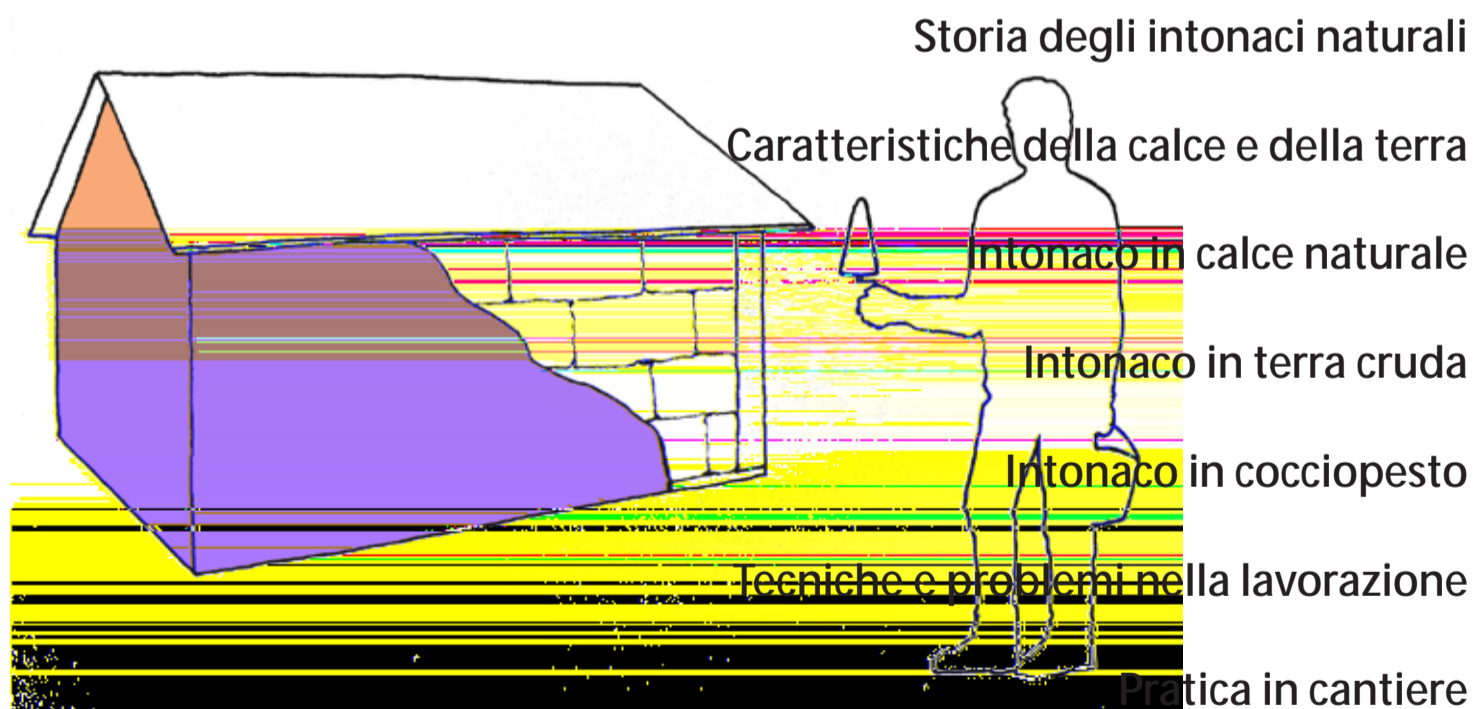 Storia degli intonaci naturali
Caratteristiche della calce e della terra
Intonaco in calce naturale
Intonaco in terra cruda
Intonaco in cocciopesto
Tecniche e problemi nella lavorazione
Pratica in cantiere